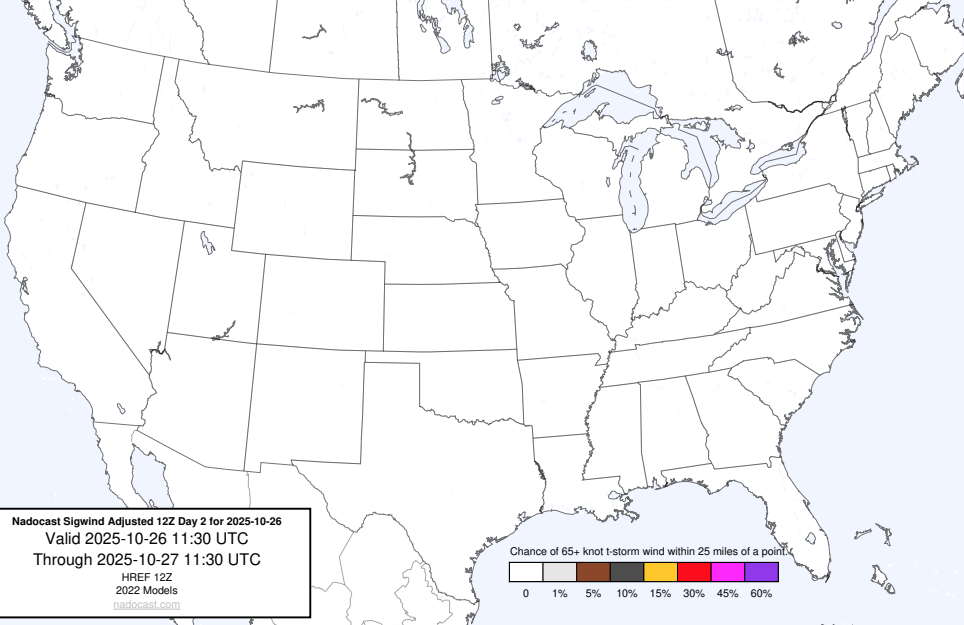 Nadocast Sigwind Adjusted 12Z Day 2 for 2025-10-26
Valid 2025-10-26 11:30 UTC
Through 2025-10-27 11:30 UTC
HREF 12Z
2022 Models
nadocast.com
Chance of 65+ knot t-storm wind within 25 miles of a point.
0 1% 5% 10% 15% 30% 45% 60%